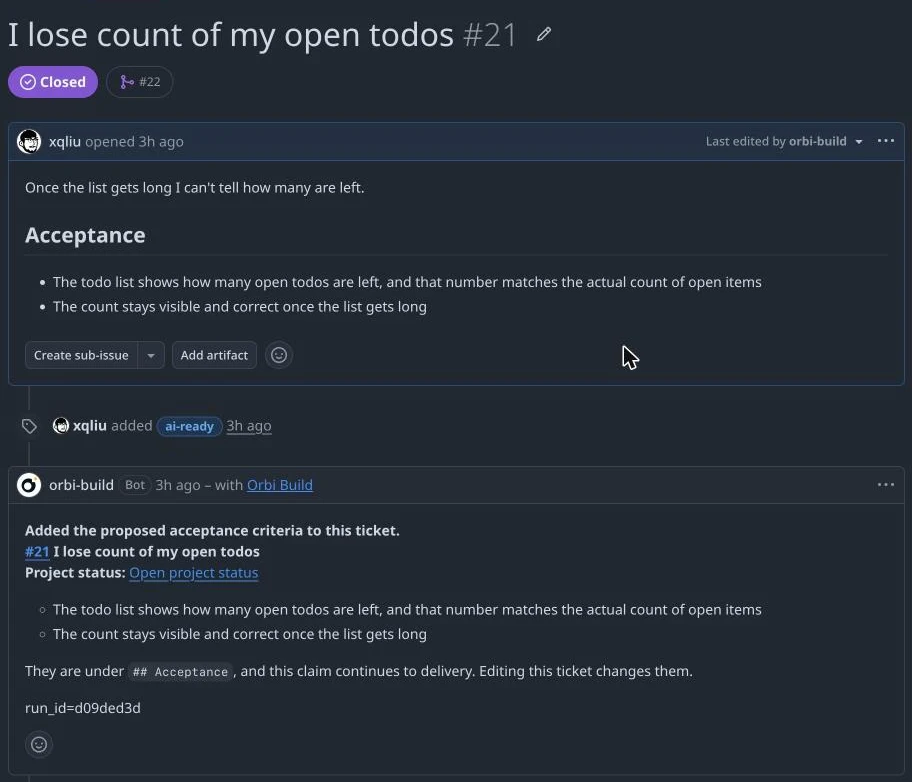 I lose count of my open todos #21
Closed #22
xqliu opened 3h ago Last edited by orbi-build
Once the list gets long I can't tell how many are left.
Acceptance
• The todo list shows how many open todos are left, and that number matches the actual count of open items
• The count stays visible and correct once the list gets long
Create sub-issue Add artifact
xqliu added ai-ready 3h ago
orbi-build Bot 3h ago – with Orbi Build
Added the proposed acceptance criteria to this ticket.
#21 I lose count of my open todos
Project status: Open project status
◦ The todo list shows how many open todos are left, and that number matches the actual count of open items
◦ The count stays visible and correct once the list gets long
They are under ## Acceptance, and this claim continues to delivery. Editing this ticket changes them.
run_id=d09ded3d